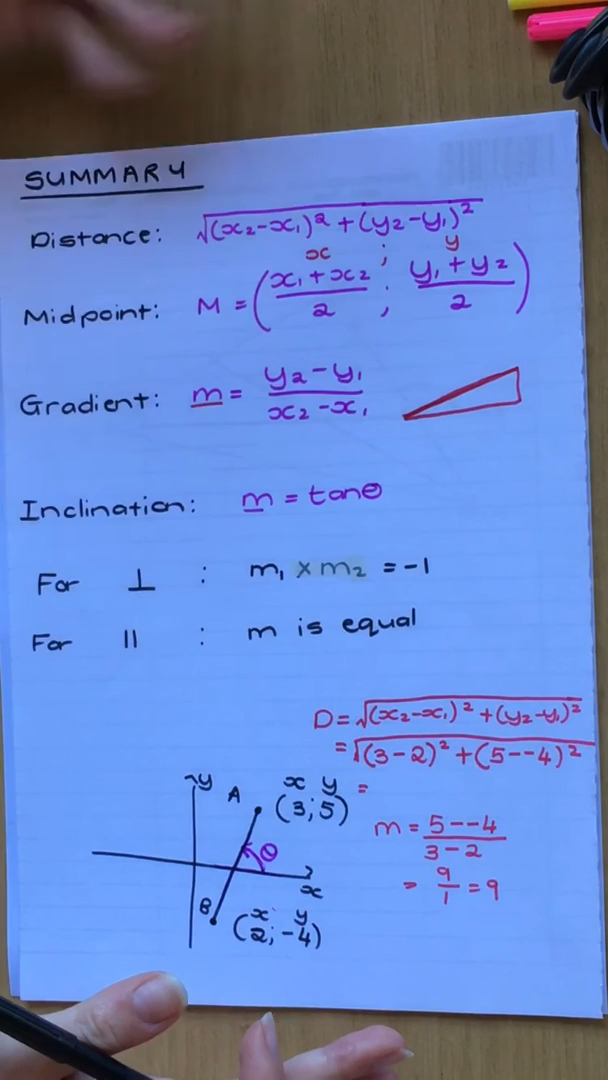 SUMMARY
Distance: √(x₂-x₁)² + (y₂-y₁)²
x ; y
Midpoint: M = (x₁+x₂/2 ; y₁+y₂/2)
Gradient: m = y₂-y₁/x₂-x₁
Inclination: m = tanθ
For ⊥ : m₁ × m₂ = -1
For || : m is equal
D = √(x₂-x₁)² + (y₂-y₁)²
= √(3-2)² + (5--4)²
=
y
A
x y
(3;5)
m = 5--4/3-2
= 9/1 = 9
θ
x
B
x y
(2;-4)